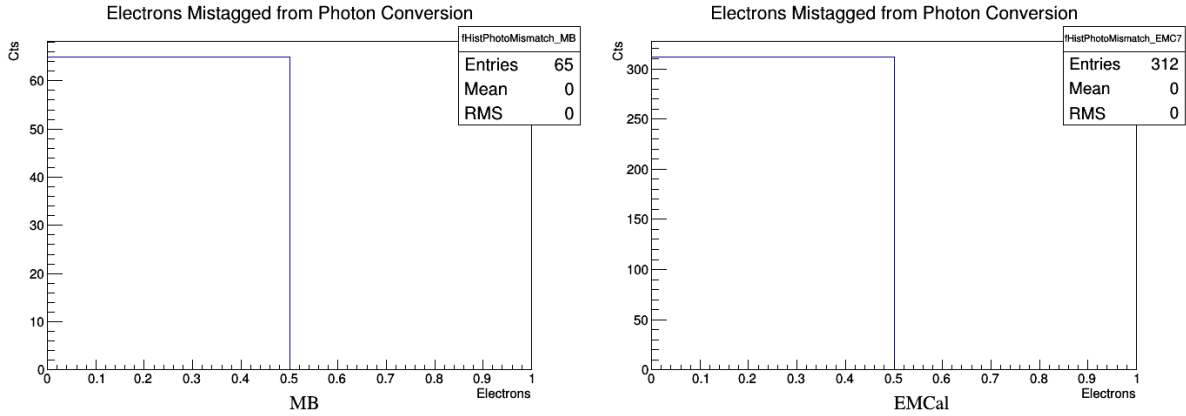 Electrons Mistagged from Photon Conversion
fHistPhotoMismatch_MB
Entries 65
Mean 0
RMS 0
Cts
60
50
40
30
20
10
0
0 0.1 0.2 0.3 0.4 0.5 0.6 0.7 0.8 0.9 1
Electrons
MB
Electrons Mistagged from Photon Conversion
fHistPhotoMismatch_EMC7
Entries 312
Mean 0
RMS 0
Cts
300
250
200
150
100
50
0
0 0.1 0.2 0.3 0.4 0.5 0.6 0.7 0.8 0.9 1
Electrons
EMCal